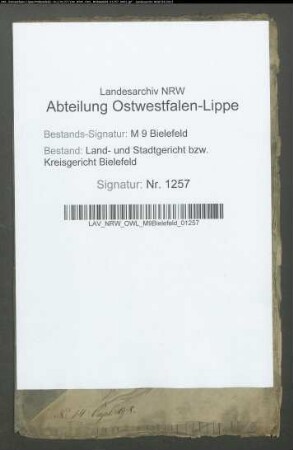 Landesarchiv NRW
Abteilung Ostwestfalen-Lippe
Bestands-Signatur: M 9 Bielefeld
Bestand: Land- und Stadtgericht bzw.
Kreisgericht Bielefeld
Signatur: Nr. 1257
LAV_NRW_OWL_M9Bielefeld_01257